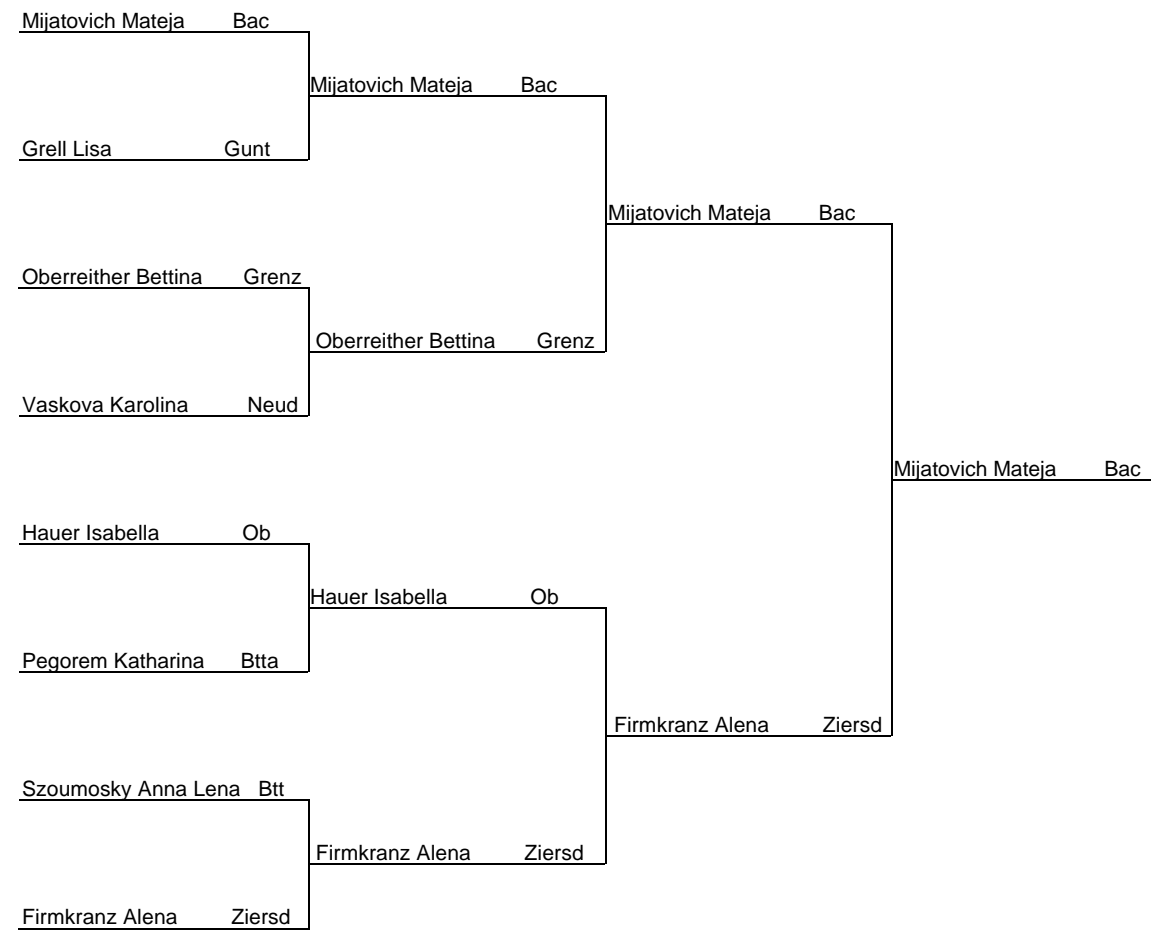 Mijatovich Mateja Bac
Mijatovich Mateja Bac
Grell Lisa Gunt
Mijatovich Mateja Bac
Oberreither Bettina Grenz
Oberreither Bettina Grenz
Vaskova Karolina Neud
Mijatovich Mateja Bac
Hauer Isabella Ob
Hauer Isabella Ob
Pegorem Katharina Btta
Firmkranz Alena Ziersd
Szoumosky Anna Lena Btt
Firmkranz Alena Ziersd
Firmkranz Alena Ziersd